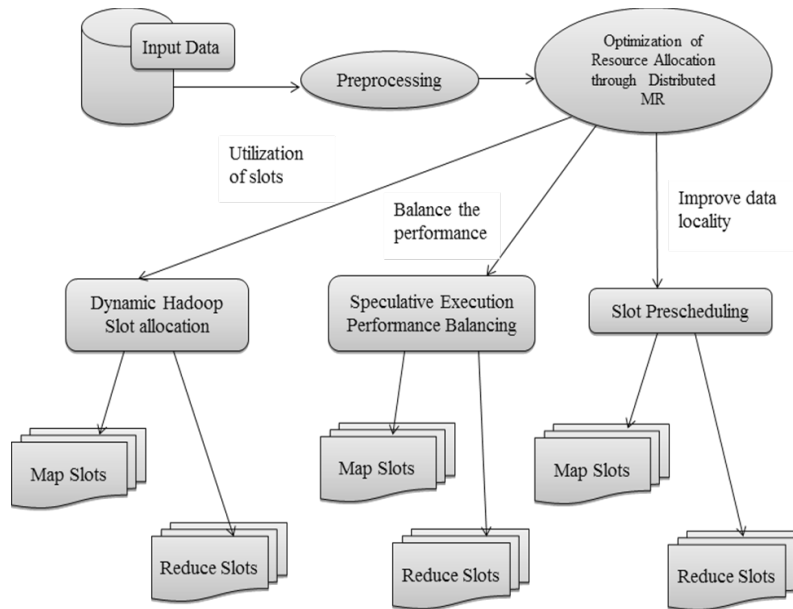 Input Data
Preprocessing
Optimization of
Resource Allocation
through Distributed
MR
Utilization
of slots
Balance the
performance
Improve data
locality
Dynamic Hadoop
Slot allocation
Speculative Execution
Performance Balancing
Slot Prescheduling
Map Slots
Map Slots
Map Slots
Reduce Slots
Reduce Slots
Reduce Slots